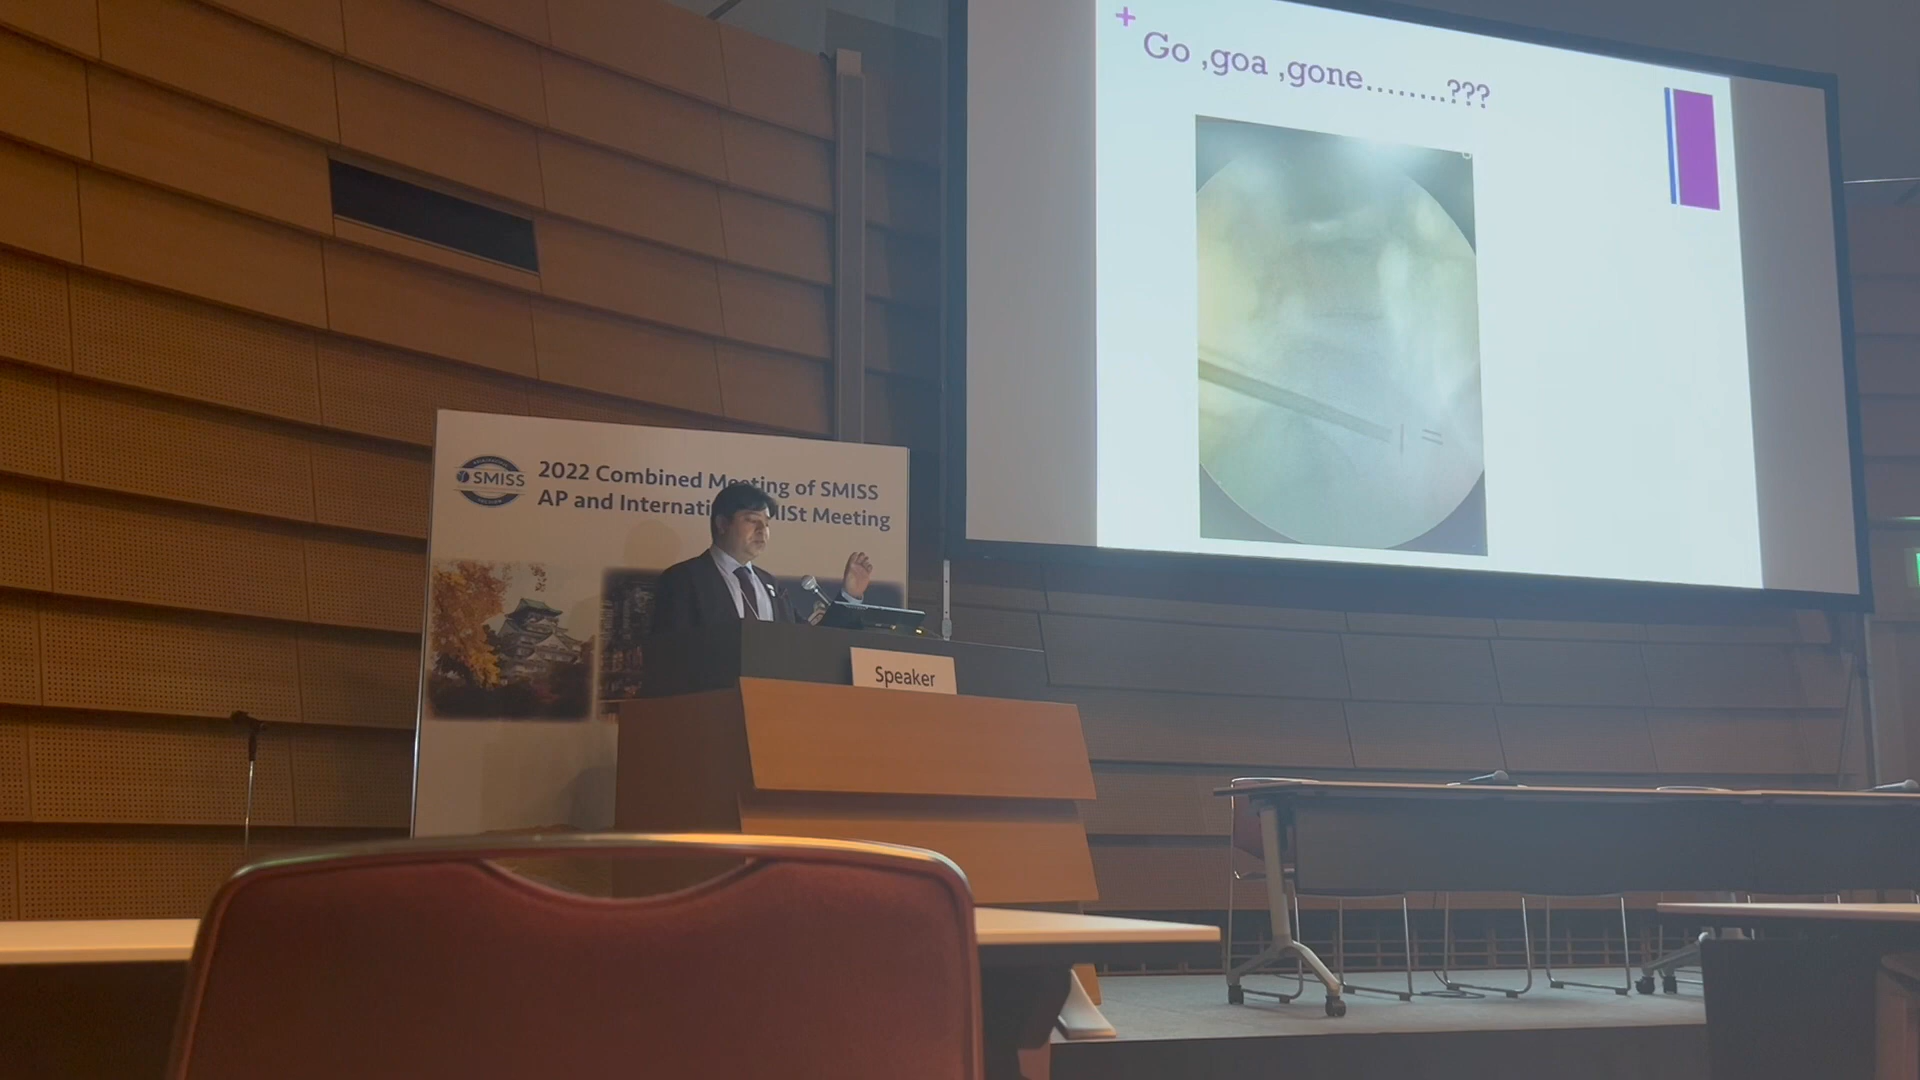 +
Go ,goa ,gone........???
SMISS
2022 Combined Meeting of SMISS
AP and Internati MISt Meeting
Speaker